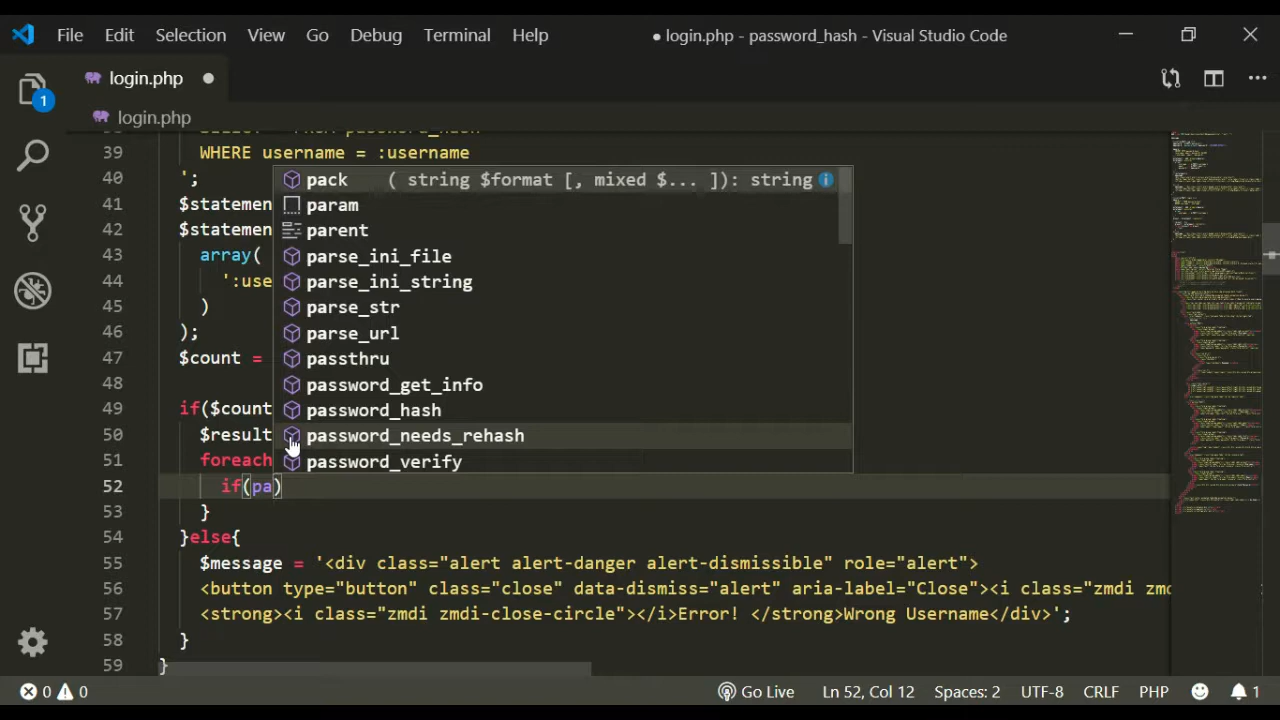 File Edit Selection View Go Debug Terminal Help ● login.php - password_hash - Visual Studio Code
login.php
1
login.php
39 WHERE username = :username
40 ';
41 $statemen
42 $statemen
43 array(
44 ':use
45 )
46 );
47 $count =
48
49 if($count
50 $result
51 foreach
52 if(pa)
53 }
54 }else{
55 $message = '<div class="alert alert-danger alert-dismissible" role="alert">
56 <button type="button" class="close" data-dismiss="alert" aria-label="Close"><i class="zmdi zmd
57 <strong><i class="zmdi zmdi-close-circle"></i>Error! </strong>Wrong Username</div>';
58 }
59 }
pack ( string $format [, mixed $... ]): string
param
parent
parse_ini_file
parse_ini_string
parse_str
parse_url
passthru
password_get_info
password_hash
password_needs_rehash
password_verify
0 0 Go Live Ln 52, Col 12 Spaces: 2 UTF-8 CRLF PHP 1